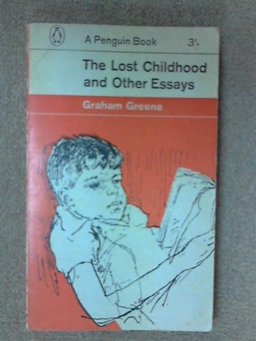 A Penguin Book 3/-
The Lost Childhood
and Other Essays
Graham Greene